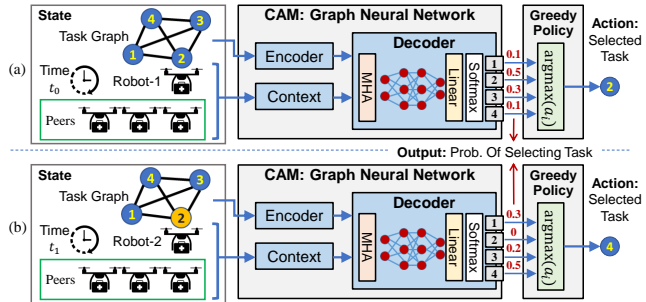 (a)
State
4
3
Task Graph
1
2
Time
t0
Robot-1
Peers
CAM: Graph Neural Network
Encoder
Context
Decoder
MHA
Linear
Softmax
1
2
3
4
0.1
0.5
0.3
0.1
Greedy
Policy
argmax(ai)
Action:
Selected
Task
2
Output: Prob. Of Selecting Task
(b)
State
4
3
Task Graph
1
2
Time
t1
Robot-2
Peers
CAM: Graph Neural Network
Encoder
Context
Decoder
MHA
Linear
Softmax
1
2
3
4
0.3
0
0.2
0.5
Greedy
Policy
argmax(ai)
Action:
Selected
Task
4